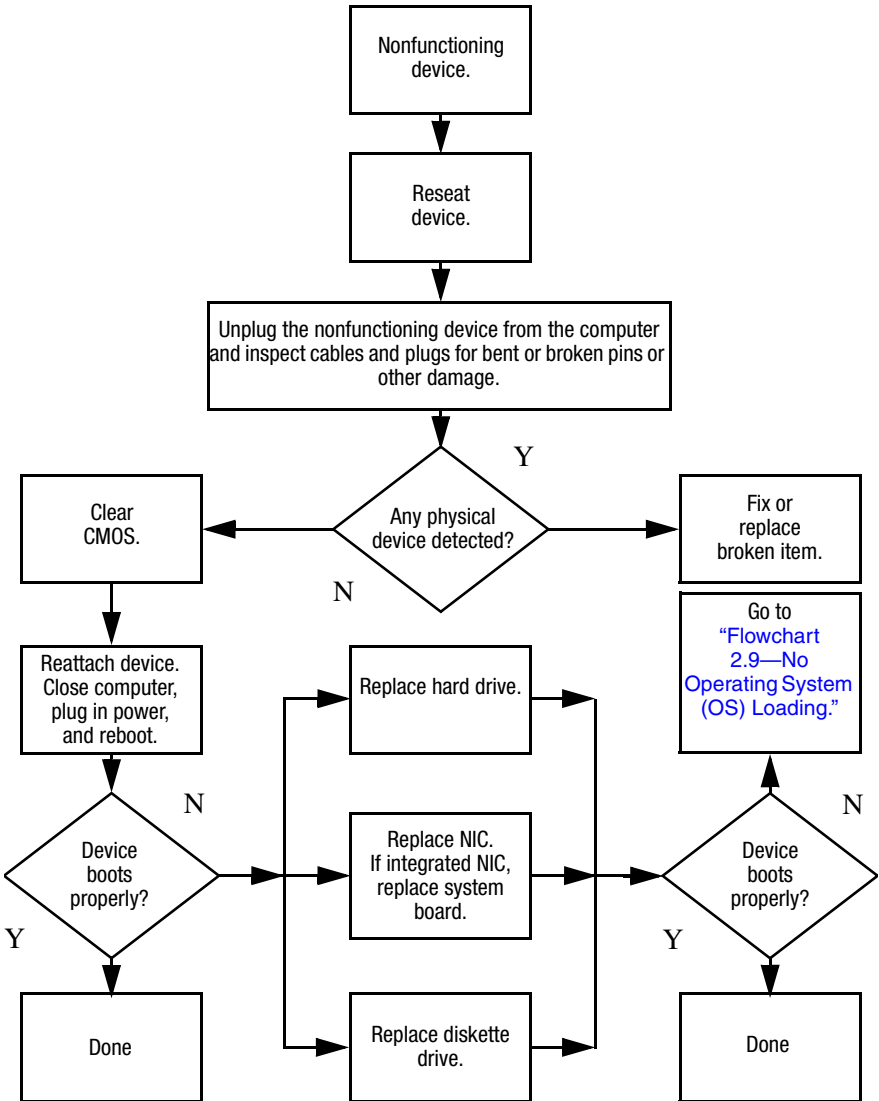 Nonfunctioning
device.
Reseat
device.
Unplug the nonfunctioning device from the computer
and inspect cables and plugs for bent or broken pins or
other damage.
Y
Clear
CMOS.
Any physical
device detected?
Fix or
replace
broken item.
N
Go to
“Flowchart
2.9—No
Operating System
(OS) Loading.”
Reattach device.
Close computer,
plug in power,
and reboot.
Replace hard drive.
N
N
Device
boots
properly?
Replace NIC.
If integrated NIC,
replace system
board.
Device
boots
properly?
Y
Y
Done
Replace diskette
drive.
Done